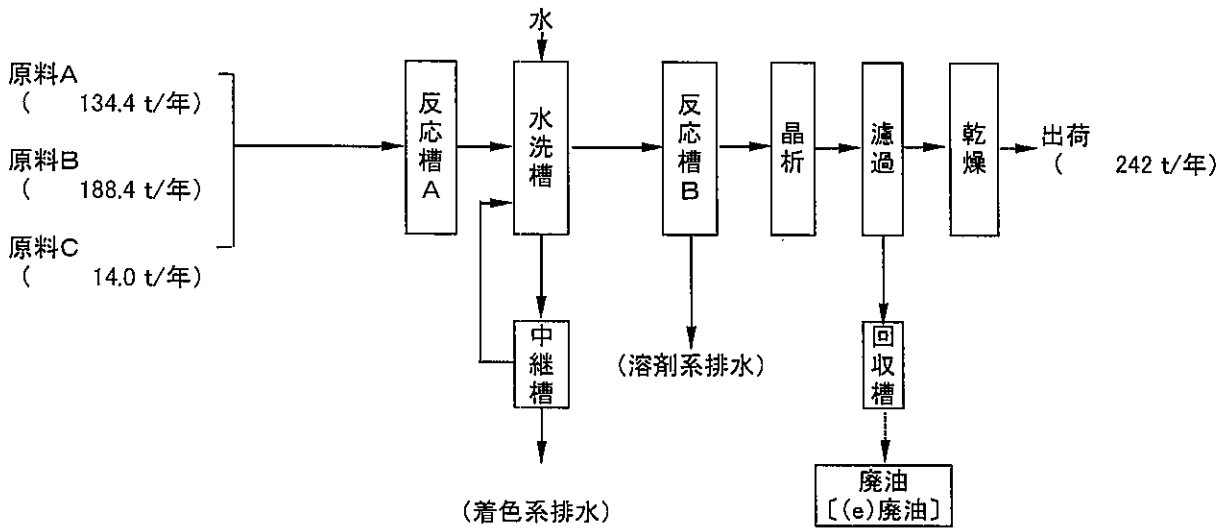 水
原料A
( 134.4 t/年)
原料B
( 188.4 t/年)
原料C
( 14.0 t/年)
反応槽A
水洗槽
反応槽B
晶析
濾過
乾燥
出荷
( 242 t/年)
中継槽
(溶剤系排水)
回収槽
(着色系排水)
廃油
〔(e)廃油〕